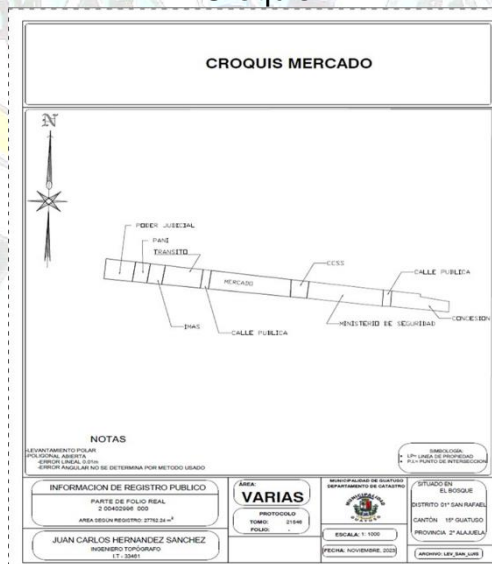 CROQUIS MERCADO
N
PODER JUDICIAL
PANI
TRANSITO
MERCADO
CCSS
CALLE PUBLICA
IMAS
CALLE PUBLICA
MINISTERIO DE SEGURIDAD
CONCESION
NOTAS
-LEVANTAMIENTO POLAR
-POLIGONAL ABIERTA
-ERROR LINEAL 0.01m
-ERROR ANGULAR NO SE DETERMINA POR METODO USADO
SIMBOLOGÍA:
LP= LINEA DE PROPIEDAD
P.I.= PUNTO DE INTERSECCION
INFORMACION DE REGISTRO PUBLICO
PARTE DE FOLIO REAL
2 00402996 000
AREA SEGÚN REGISTRO: 27762.24 m²
JUAN CARLOS HERNANDEZ SANCHEZ
INGENIERO TOPÓGRAFO
I.T - 33461
ÁREA:
VARIAS
PROTOCOLO
TOMO: 21646
FOLIO: -
MUNICIPALIDAD DE GUATUSO
DEPARTAMENTO DE CATASTRO
ESCALA: 1: 1000
FECHA: NOVIEMBRE, 2023
SITUADO EN
EL BOSQUE
DISTRITO 01° SAN RAFAEL
CANTÓN 15° GUATUSO
PROVINCIA 2° ALAJUELA
ARCHIVO: LEV_SAN_LUIS